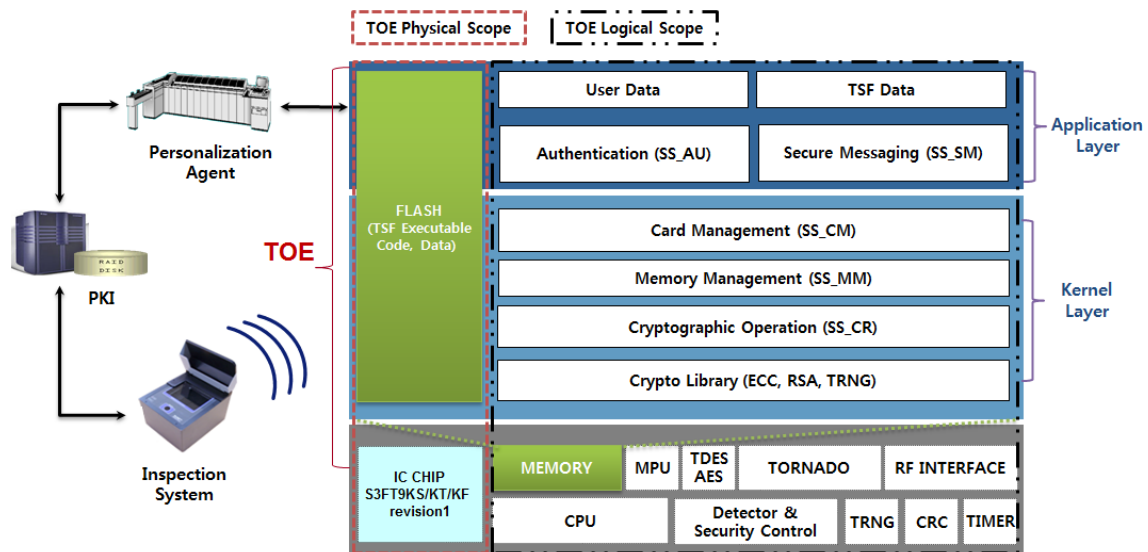 TOE Physical Scope
TOE Logical Scope
User Data
TSF Data
Authentication (SS_AU)
Secure Messaging (SS_SM)
Application
Layer
Personalization
Agent
FLASH
(TSF Executable
Code, Data)
TOE
Card Management (SS_CM)
Memory Management (SS_MM)
Cryptographic Operation (SS_CR)
Crypto Library (ECC, RSA, TRNG)
Kernel
Layer
RAID
DISK
PKI
Inspection
System
IC CHIP
S3FT9KS/KT/KF
revision1
MEMORY
MPU
TDES
AES
TORNADO
RF INTERFACE
CPU
Detector &
Security Control
TRNG
CRC
TIMER